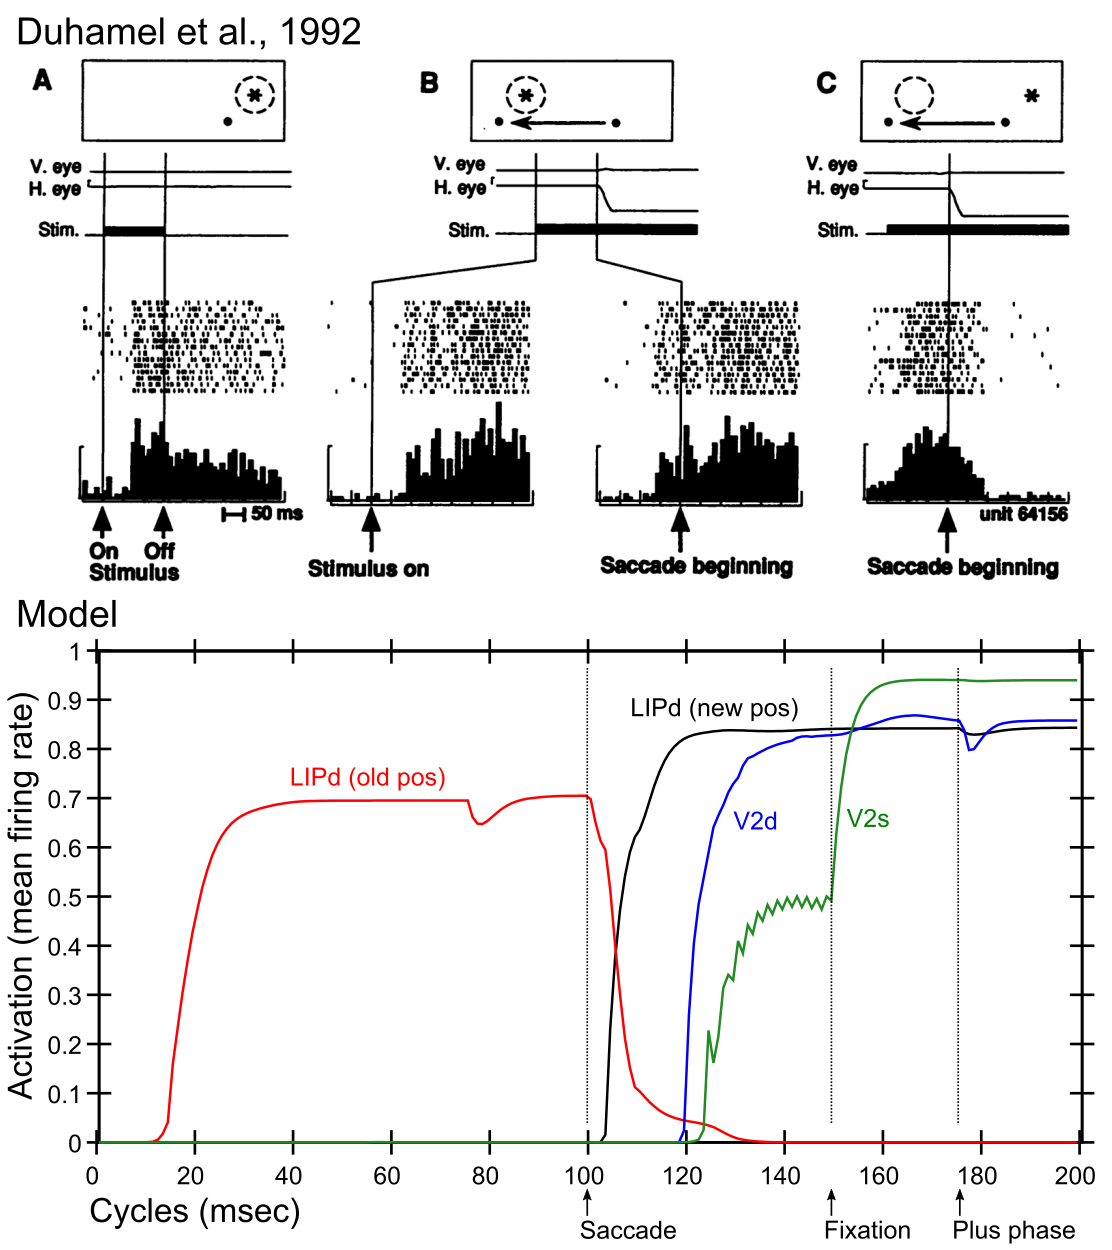 Duhamel et al., 1992
A
B
C
V. eye
H. eye
Stim.
V. eye
H. eye
Stim.
V. eye
H. eye
Stim.
50 ms
unit 64156
On Off
Stimulus
Stimulus on
Saccade beginning
Saccade beginning
Model
Activation (mean firing rate)
1
0.9
0.8
0.7
0.6
0.5
0.4
0.3
0.2
0.1
0
LIPd (old pos)
LIPd (new pos)
V2d
V2s
0 20 40 60 80 100 120 140 160 180 200
Cycles (msec)
Saccade
Fixation
Plus phase